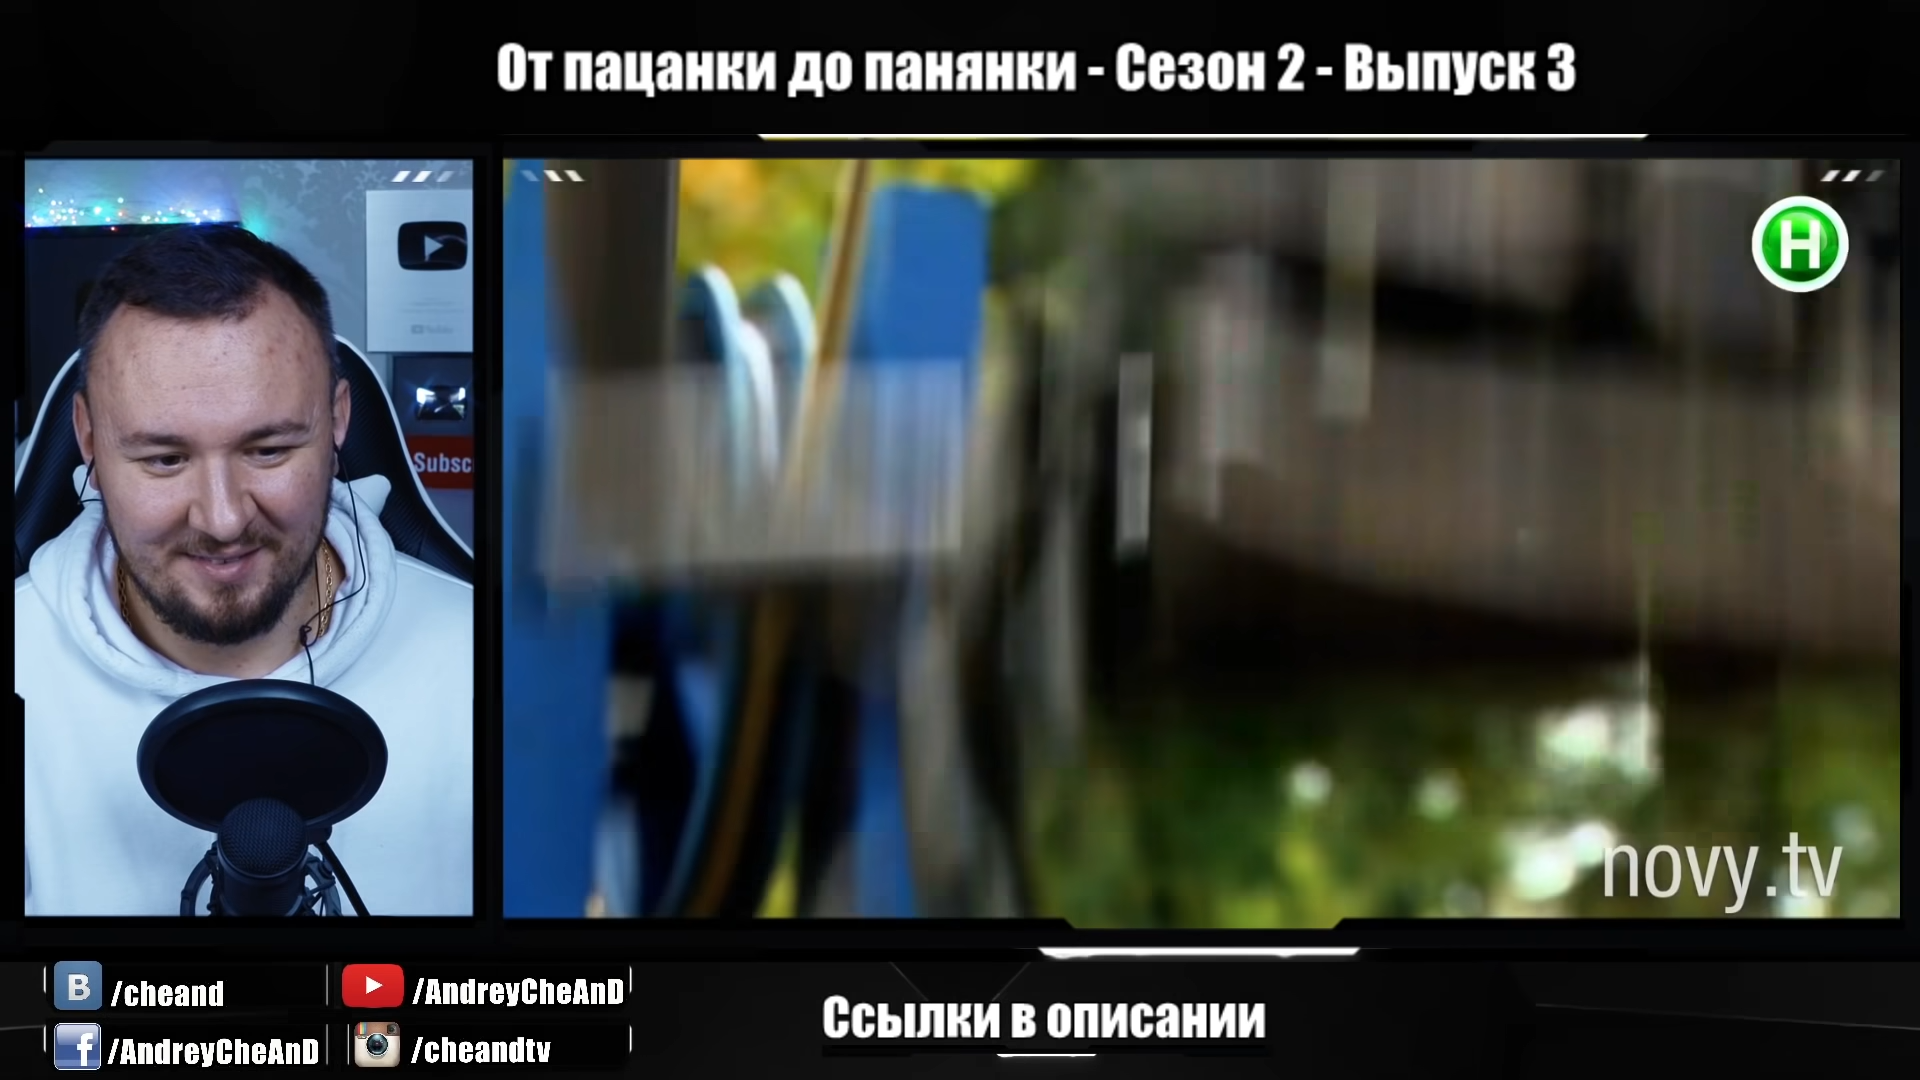 От пацанки до панянки - Сезон 2 - Выпуск 3
Subsc
H
novy.tv
B /cheand
/AndreyCheAnD
f /AndreyCheAnD
/cheandtv
Ссылки в описании